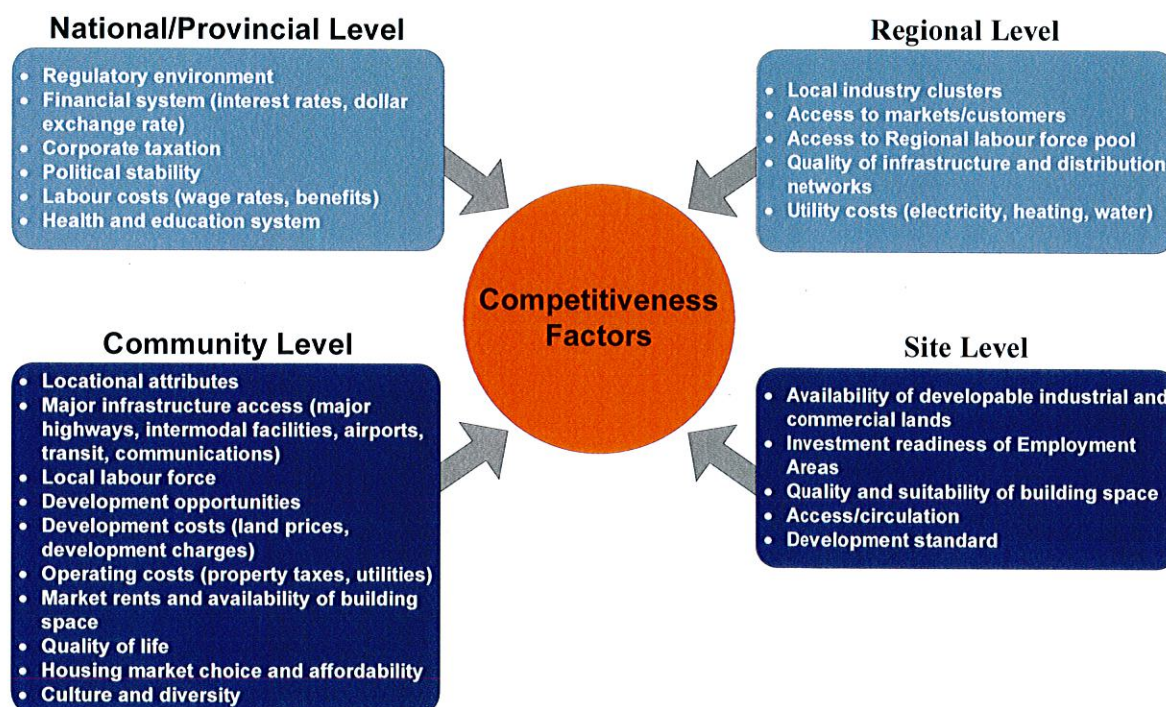 National/Provincial Level
• Regulatory environment
• Financial system (interest rates, dollar
exchange rate)
• Corporate taxation
• Political stability
• Labour costs (wage rates, benefits)
• Health and education system
Regional Level
• Local industry clusters
• Access to markets/customers
• Access to Regional labour force pool
• Quality of infrastructure and distribution
networks
• Utility costs (electricity, heating, water)
Competitiveness
Factors
Community Level
• Locational attributes
• Major infrastructure access (major
highways, intermodal facilities, airports,
transit, communications)
• Local labour force
• Development opportunities
• Development costs (land prices,
development charges)
• Operating costs (property taxes, utilities)
• Market rents and availability of building
space
• Quality of life
• Housing market choice and affordability
• Culture and diversity
Site Level
• Availability of developable industrial and
commercial lands
• Investment readiness of Employment
Areas
• Quality and suitability of building space
• Access/circulation
• Development standard